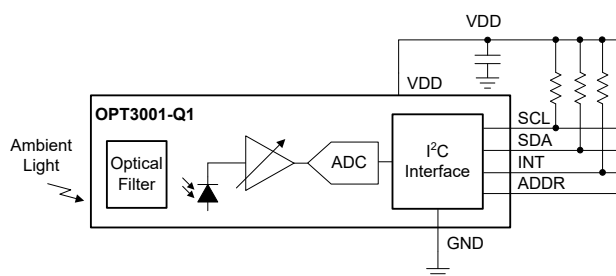 VDD
VDD
OPT3001-Q1
SCL
Ambient
Light
Optical
Filter
ADC
I²C
Interface
SDA
INT
ADDR
GND